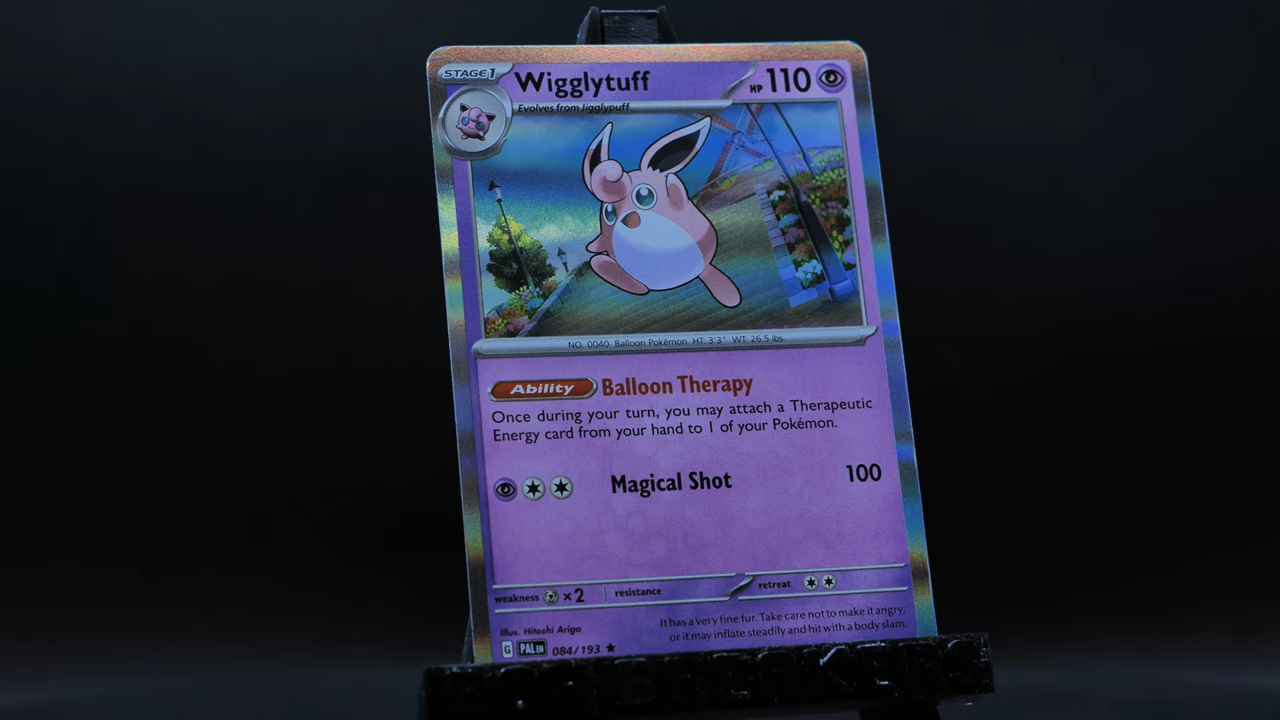 STAGE1 Wigglytuff HP 110
Evolves from Jigglypuff
NO. 0040 Balloon Pokémon HT: 3'3" WT: 26.5 lbs
Ability Balloon Therapy
Once during your turn, you may attach a Therapeutic
Energy card from your hand to 1 of your Pokémon.
Magical Shot 100
weakness ×2 resistance retreat
It has a very fine fur. Take care not to make it angry,
or it may inflate steadily and hit with a body slam.
Illus. Hitoshi Ariga
G PAL EN 084/193